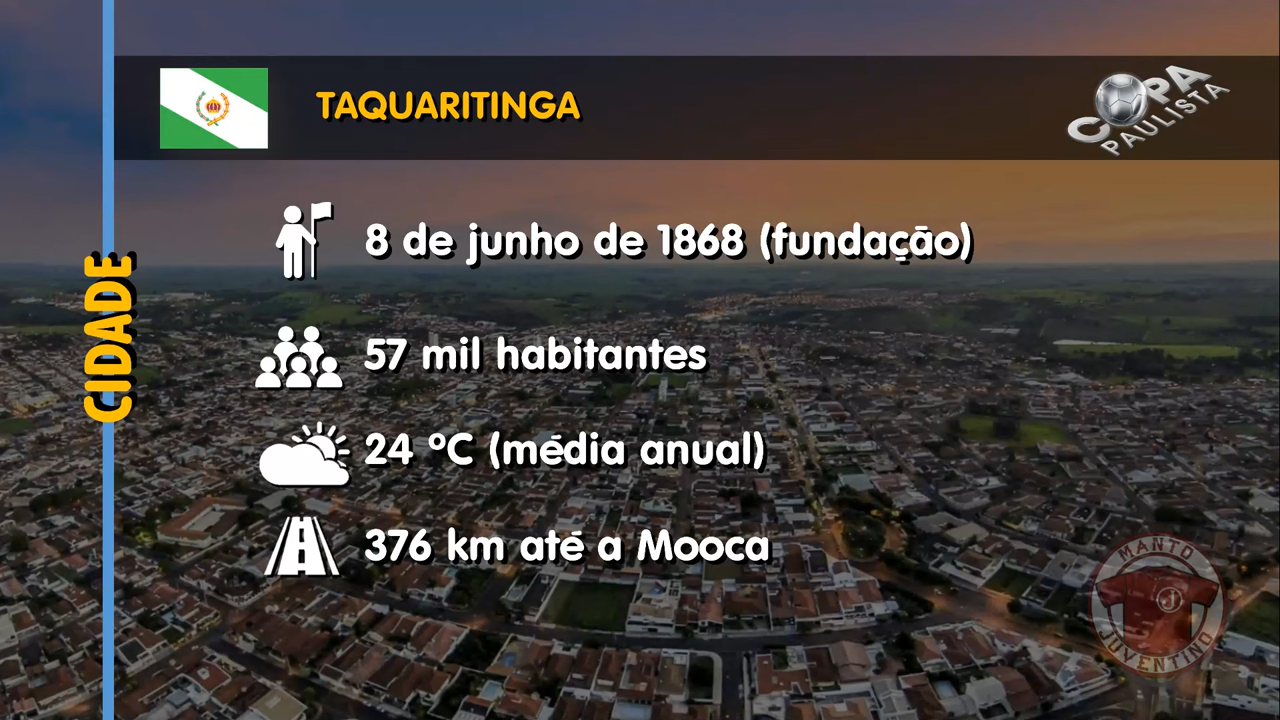 TAQUARITINGA
COPA
PAULISTA
CIDADE
8 de junho de 1868 (fundação)
57 mil habitantes
24 ºC (média anual)
376 km até a Mooca
MANTO
J
JUVENTINO